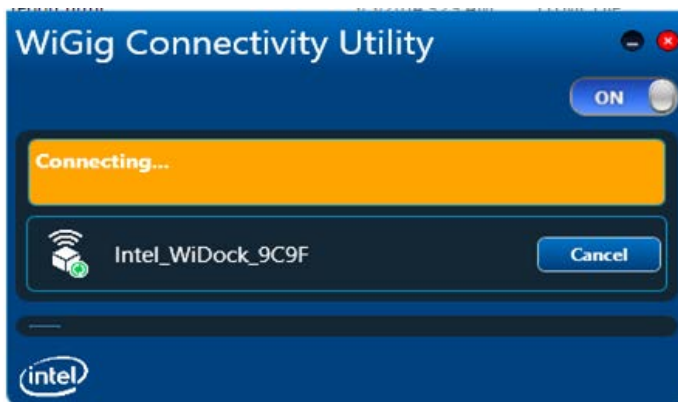 WiGig Connectivity Utility
ON
Connecting...
Intel_WiDock_9C9F
Cancel
intel